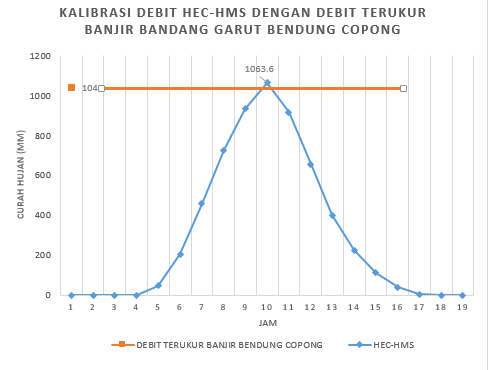 KALIBRASI DEBIT HEC-HMS DENGAN DEBIT TERUKUR
BANJIR BANDANG GARUT BENDUNG COPONG
1200
1000
800
600
400
200
0
CURAH HUJAN (MM)
104
1063.6
1 2 3 4 5 6 7 8 9 10 11 12 13 14 15 16 17 18 19
JAM
DEBIT TERUKUR BANJIR BENDUNG COPONG
HEC-HMS